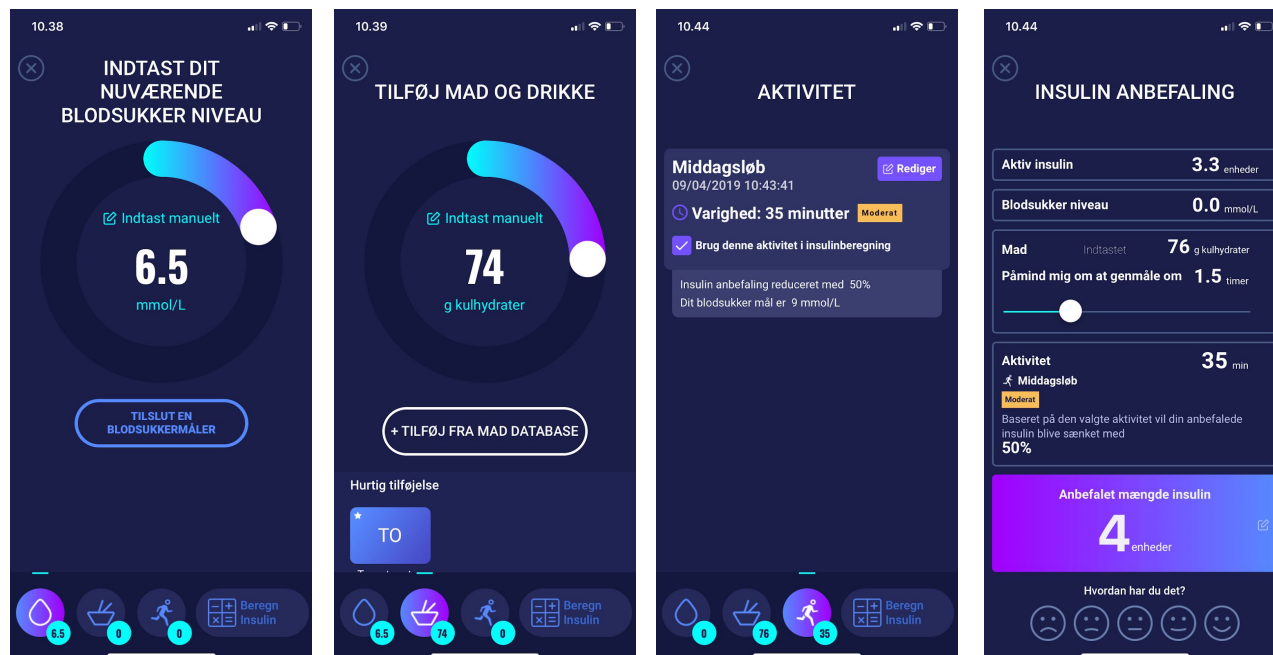 10.38
INDTAST DIT
NUVÆRENDE
BLODSUKKER NIVEAU
Indtast manuelt
6.5
mmol/L
TILSLUT EN
BLODSUKKERMÅLER
6.5
0
0
Beregn
Insulin
10.39
TILFØJ MAD OG DRIKKE
Indtast manuelt
74
g kulhydrater
+ TILFØJ FRA MAD DATABASE
Hurtig tilføjelse
TO
6.5
74
0
Beregn
Insulin
10.44
AKTIVITET
Middagsløb
Rediger
09/04/2019 10:43:41
Varighed: 35 minutter Moderat
Brug denne aktivitet i insulinberegning
Insulin anbefaling reduceret med 50%
Dit blodsukker mål er 9 mmol/L
0
76
35
Beregn
Insulin
10.44
INSULIN ANBEFALING
Aktiv insulin 3.3 enheder
Blodsukker niveau 0.0 mmol/L
Mad Indtastet 76 g kulhydrater
Påmind mig om at genmåle om 1.5 timer
Aktivitet 35 min
Middagsløb
Moderat
Baseret på den valgte aktivitet vil din anbefalede
insulin blive sænket med
50%
Anbefalet mængde insulin
4 enheder
Hvordan har du det?